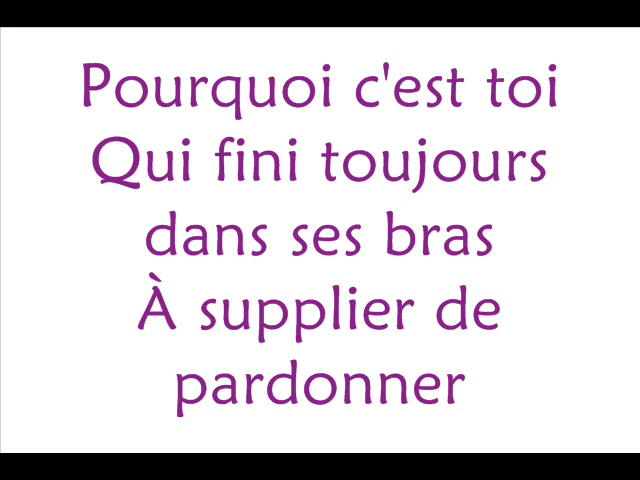 Pourquoi c'est toi
Qui fini toujours
dans ses bras
À supplier de
pardonner